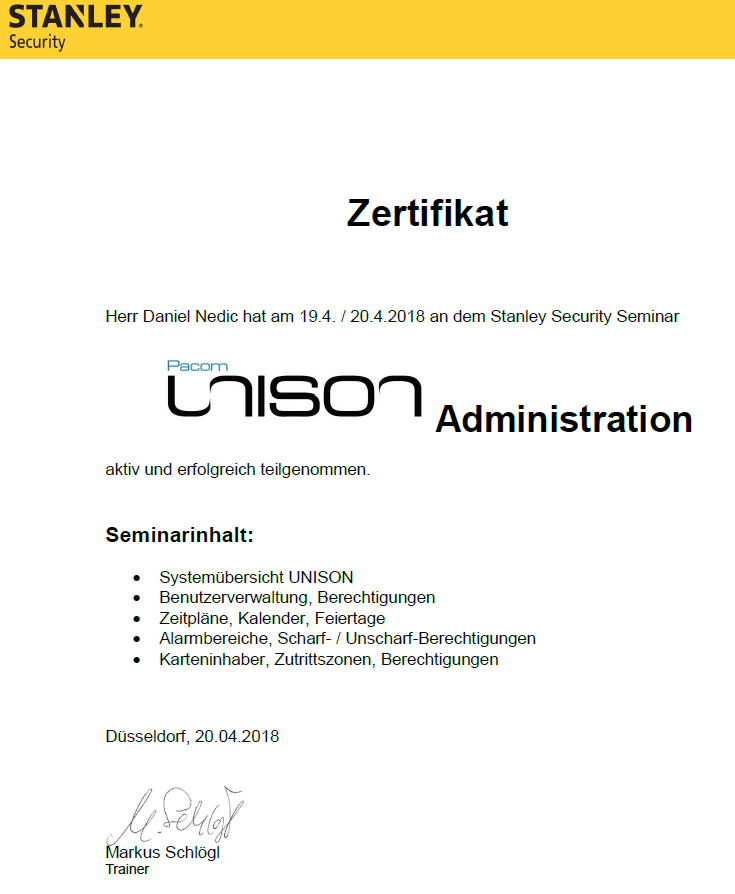 STANLEY.
Security
Zertifikat
Herr Daniel Nedic hat am 19.4. / 20.4.2018 an dem Stanley Security Seminar
Pacom
UNISON Administration
aktiv und erfolgreich teilgenommen.
Seminarinhalt:
• Systemübersicht UNISON
• Benutzerverwaltung, Berechtigungen
• Zeitpläne, Kalender, Feiertage
• Alarmbereiche, Scharf- / Unscharf-Berechtigungen
• Karteninhaber, Zutrittszonen, Berechtigungen
Düsseldorf, 20.04.2018
M. Schlögl
Markus Schlögl
Trainer